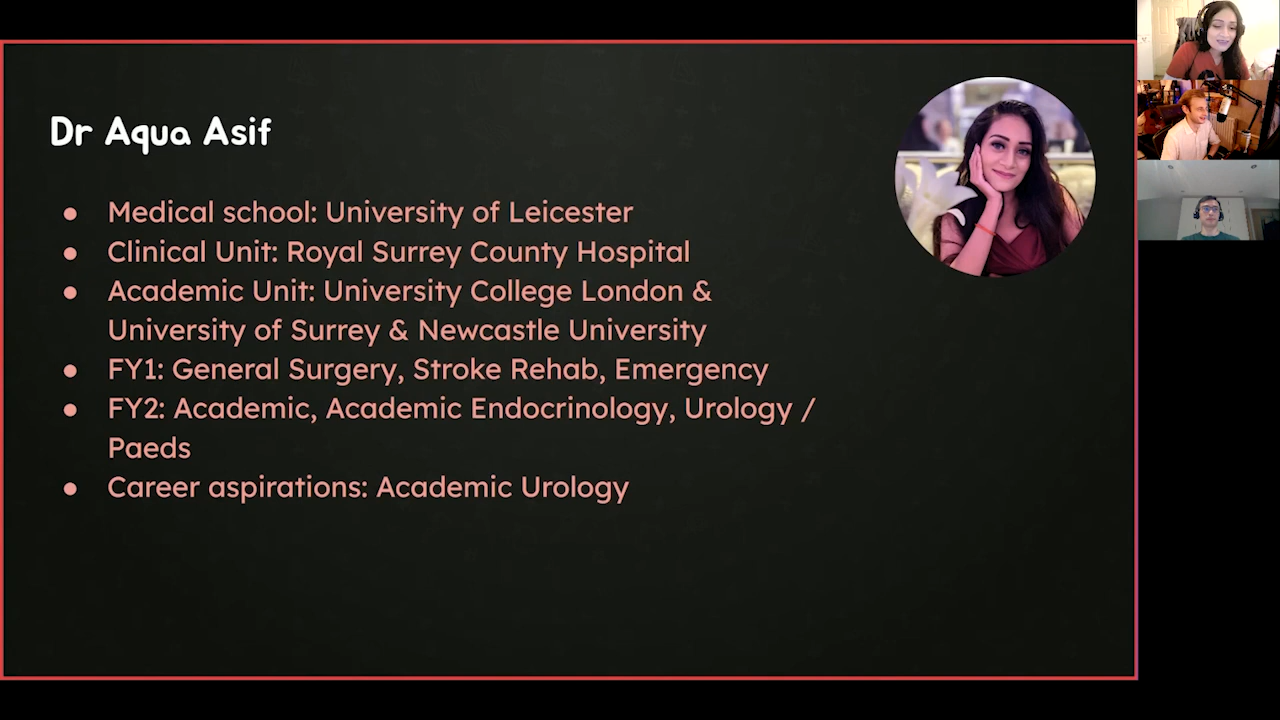 Dr Aqua Asif
● Medical school: University of Leicester
● Clinical Unit: Royal Surrey County Hospital
● Academic Unit: University College London &
University of Surrey & Newcastle University
● FY1: General Surgery, Stroke Rehab, Emergency
● FY2: Academic, Academic Endocrinology, Urology /
Paeds
● Career aspirations: Academic Urology